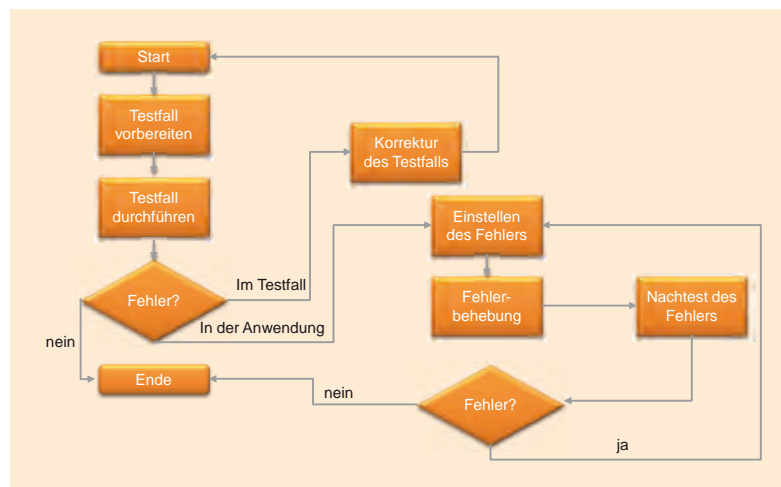 Start
Testfall
vorbereiten
Korrektur
des Testfalls
Testfall
durchführen
Einstellen
des Fehlers
Im Testfall
Fehler?
Fehler-
behebung
Nachtest des
Fehlers
In der Anwendung
nein
Ende
nein
Fehler?
ja